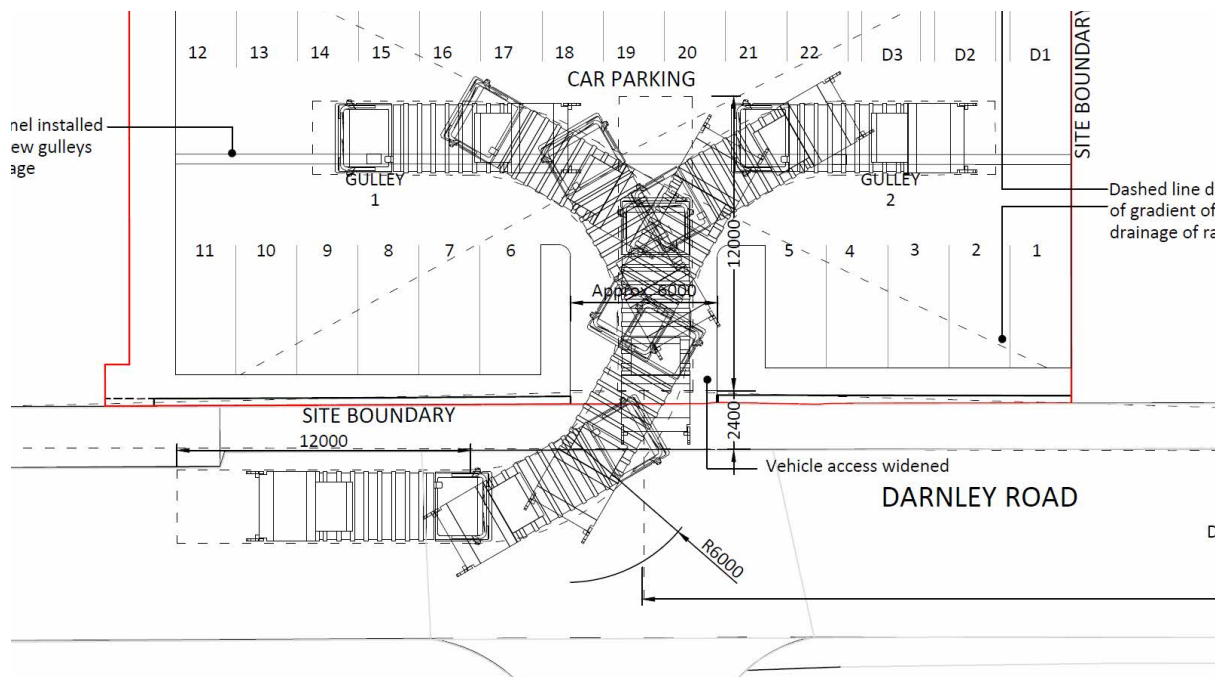 12 13 14 15 16 17 18 19 20 21 22 D3 D2 D1
CAR PARKING
SITE BOUNDARY
nel installed
ew gulleys
age
GULLEY
1
GULLEY
2
Dashed line d
of gradient of
drainage of ra
12000
11 10 9 8 7 6 5 4 3 2 1
Approx. 6000
SITE BOUNDARY
2400
12000
Vehicle access widened
DARNLEY ROAD
D
R6000